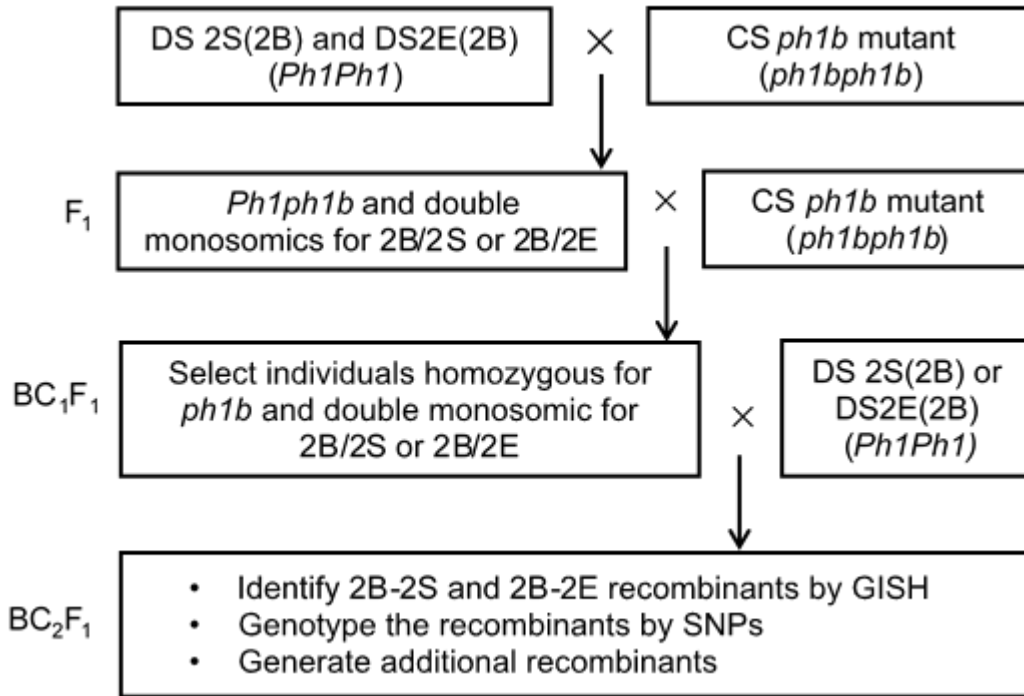 DS 2S(2B) and DS2E(2B)
(Ph1Ph1)
×
CS ph1b mutant
(ph1bph1b)
F1
Ph1ph1b and double
monosomics for 2B/2S or 2B/2E
×
CS ph1b mutant
(ph1bph1b)
BC1F1
Select individuals homozygous for
ph1b and double monosomic for
2B/2S or 2B/2E
×
DS 2S(2B) or
DS2E(2B)
(Ph1Ph1)
BC2F1
• Identify 2B-2S and 2B-2E recombinants by GISH
• Genotype the recombinants by SNPs
• Generate additional recombinants